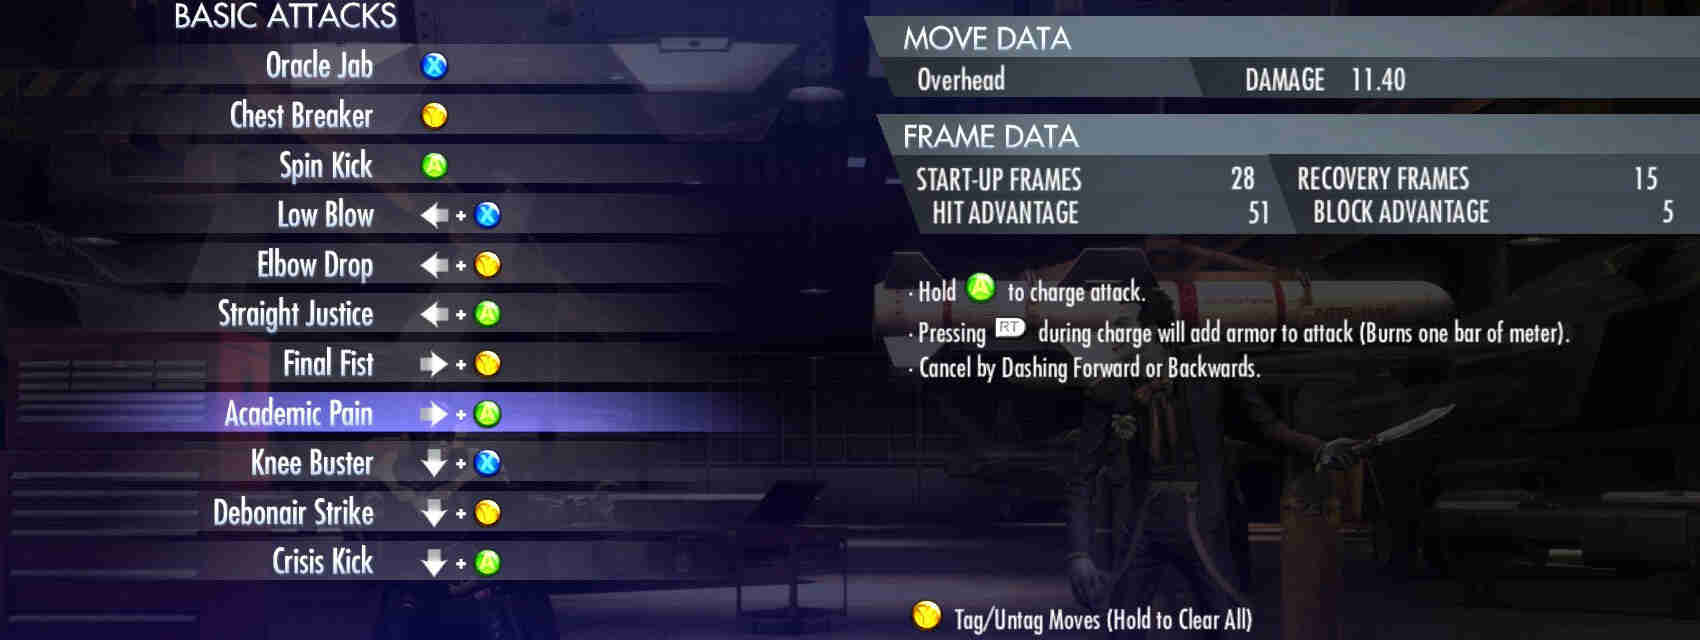 BASIC ATTACKS
Oracle Jab X
Chest Breaker Y
Spin Kick A
Low Blow + X
Elbow Drop + Y
Straight Justice + A
Final Fist + Y
Academic Pain + A
Knee Buster + X
Debonair Strike + Y
Crisis Kick + A
MOVE DATA
Overhead DAMAGE 11.40
FRAME DATA
START-UP FRAMES 28 RECOVERY FRAMES 15
HIT ADVANTAGE 51 BLOCK ADVANTAGE 5
· Hold A to charge attack.
· Pressing RT during charge will add armor to attack (Burns one bar of meter).
· Cancel by Dashing Forward or Backwards.
Y Tag/Untag Moves (Hold to Clear All)